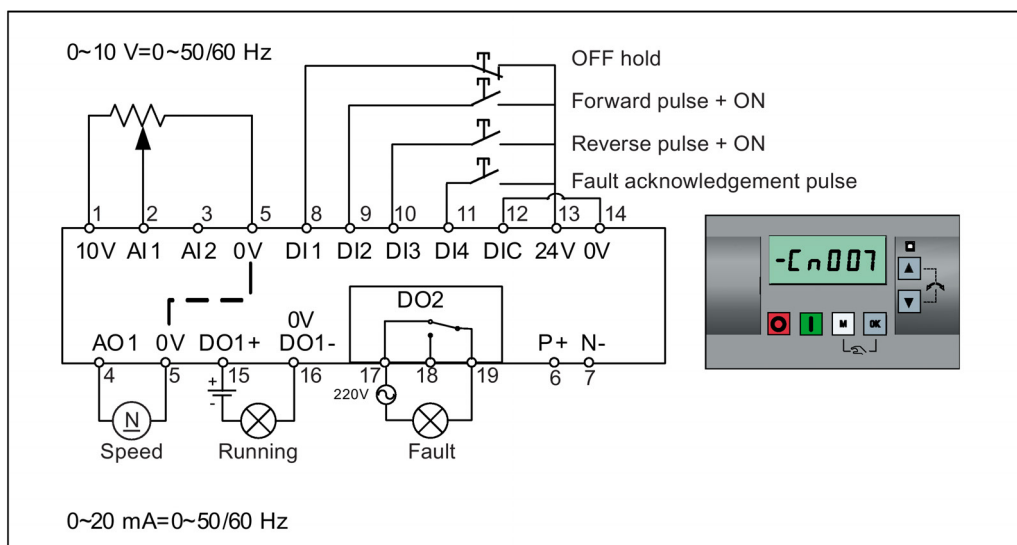 0~10 V=0~50/60 Hz
OFF hold
Forward pulse + ON
Reverse pulse + ON
Fault acknowledgement pulse
1 2 3 5 8 9 10 11 12 13 14
10V AI1 AI2 0V DI1 DI2 DI3 DI4 DIC 24V 0V
-Cn007
DO2
0V
AO1 0V DO1+ DO1- P+ N-
4 5 15 16 17 18 19 6 7
+
-
220V
N
M OK
Speed Running Fault
0~20 mA=0~50/60 Hz